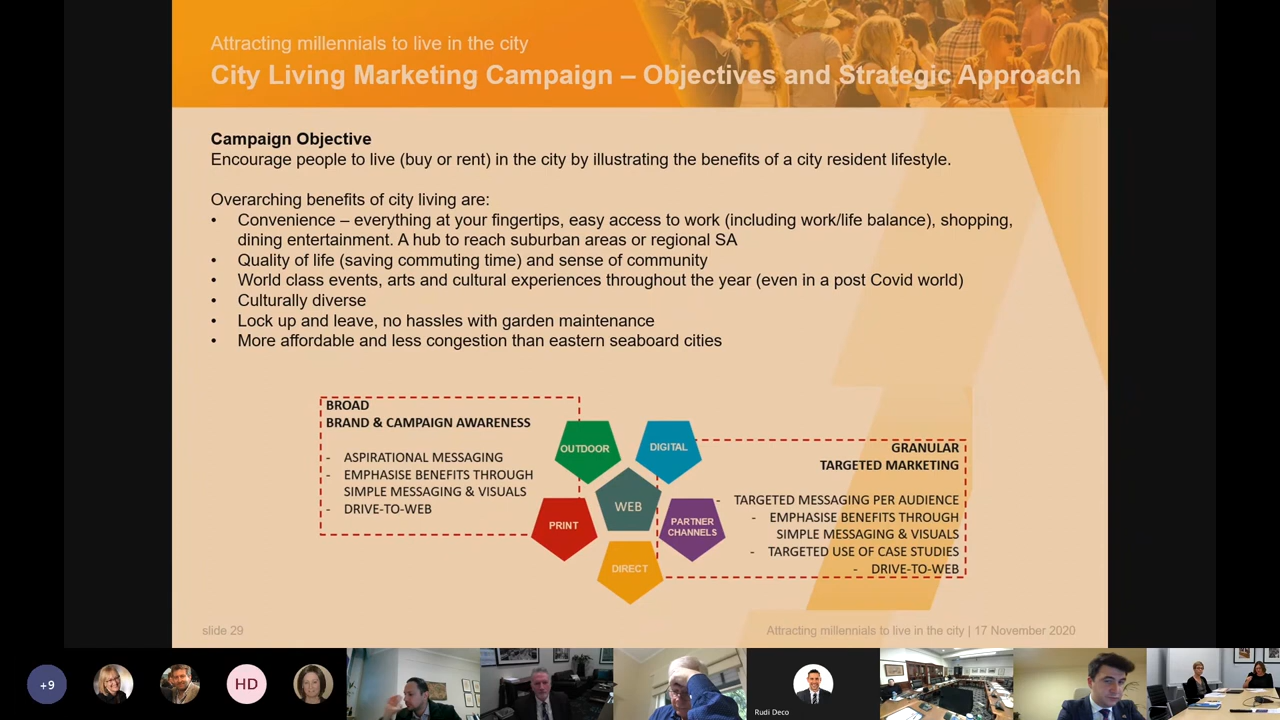 Attracting millennials to live in the city
City Living Marketing Campaign – Objectives and Strategic Approach
Campaign Objective
Encourage people to live (buy or rent) in the city by illustrating the benefits of a city resident lifestyle.
Overarching benefits of city living are:
• Convenience – everything at your fingertips, easy access to work (including work/life balance), shopping,
dining entertainment. A hub to reach suburban areas or regional SA
• Quality of life (saving commuting time) and sense of community
• World class events, arts and cultural experiences throughout the year (even in a post Covid world)
• Culturally diverse
• Lock up and leave, no hassles with garden maintenance
• More affordable and less congestion than eastern seaboard cities
BROAD
BRAND & CAMPAIGN AWARENESS
- ASPIRATIONAL MESSAGING
- EMPHASISE BENEFITS THROUGH
SIMPLE MESSAGING & VISUALS
- DRIVE-TO-WEB
OUTDOOR
DIGITAL
WEB
PRINT
PARTNER
CHANNELS
DIRECT
GRANULAR
TARGETED MARKETING
- TARGETED MESSAGING PER AUDIENCE
- EMPHASISE BENEFITS THROUGH
SIMPLE MESSAGING & VISUALS
- TARGETED USE OF CASE STUDIES
- DRIVE-TO-WEB
slide 29
Attracting millennials to live in the city | 17 November 2020
+9
HD
Rudi Deco